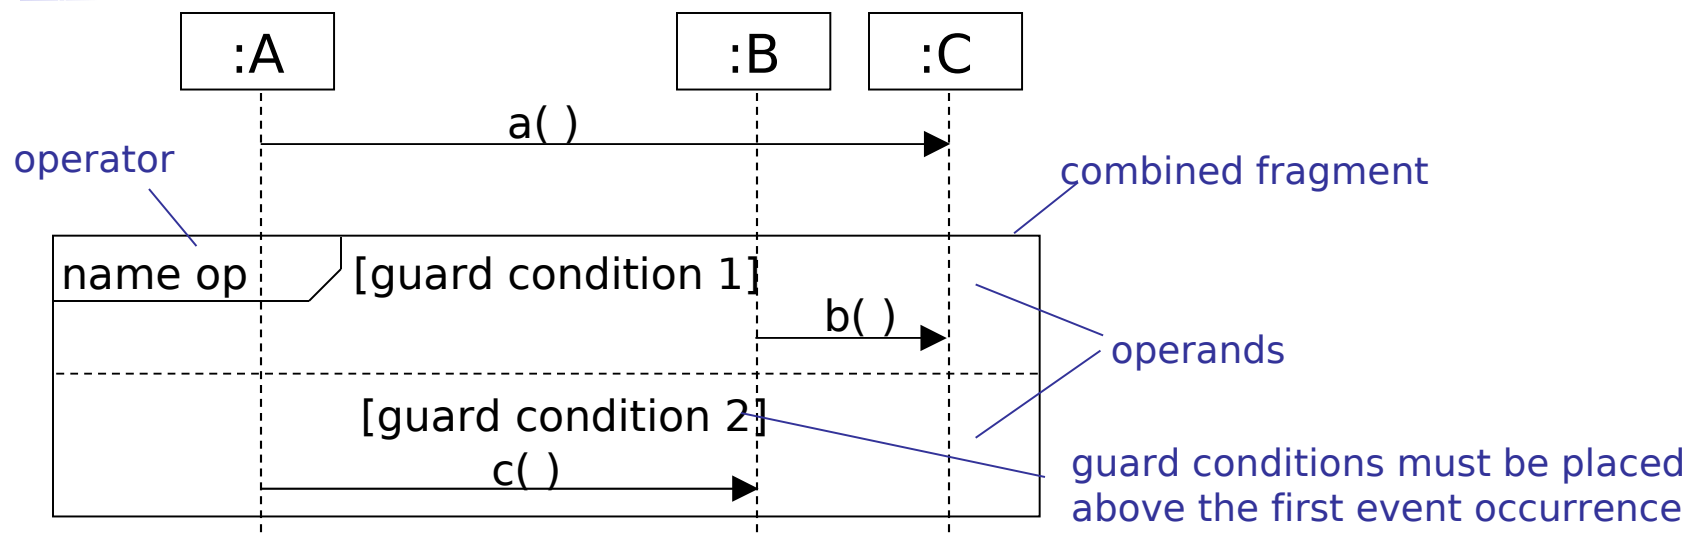 :A
:B
:C
a( )
operator
combined fragment
name op
[guard condition 1]
b( )
operands
[guard condition 2]
c( )
guard conditions must be placed
above the first event occurrence